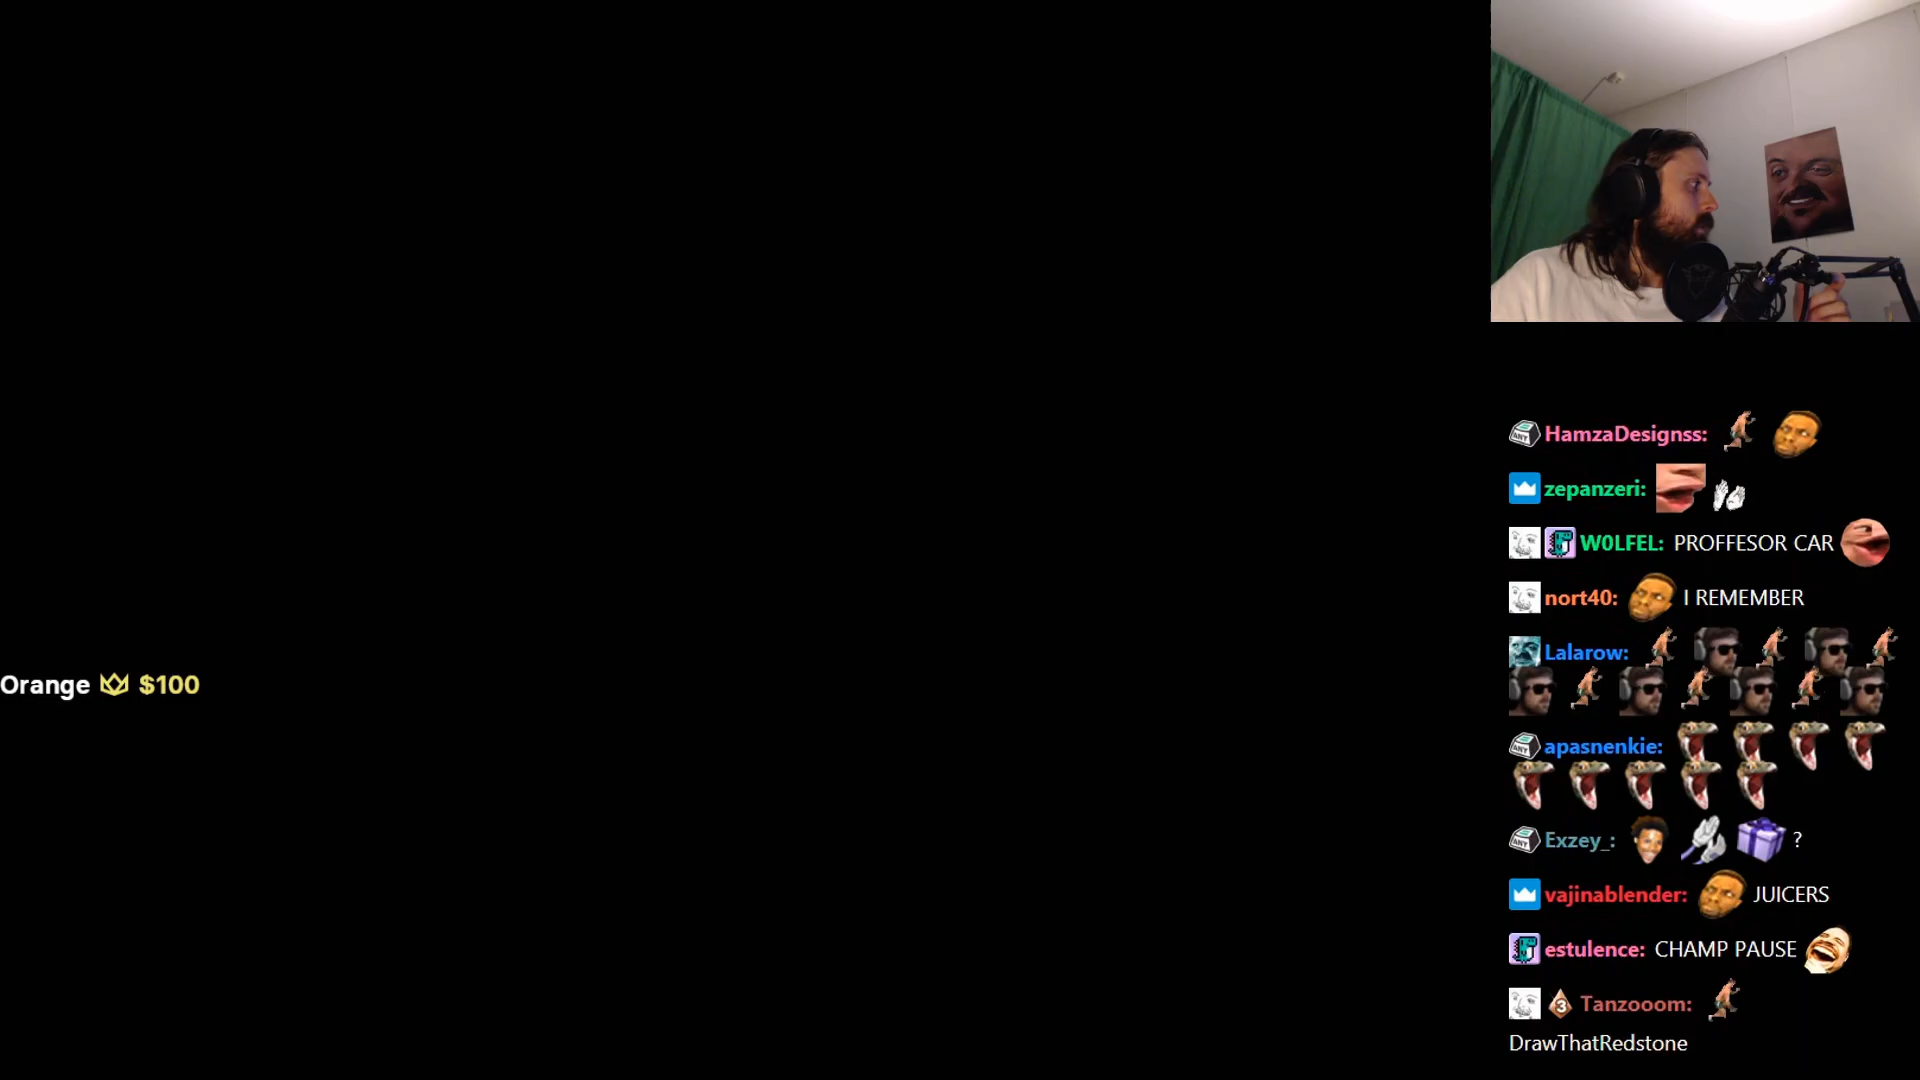 HamzaDesignss:
zepanzeri:
W0LFEL: PROFFESOR CAR
nort40: I REMEMBER
Orange $100
Lalarow:
apasnenkie:
Exzey_: ?
vajinablender: JUICERS
estulence: CHAMP PAUSE
3 Tanzooom:
DrawThatRedstone